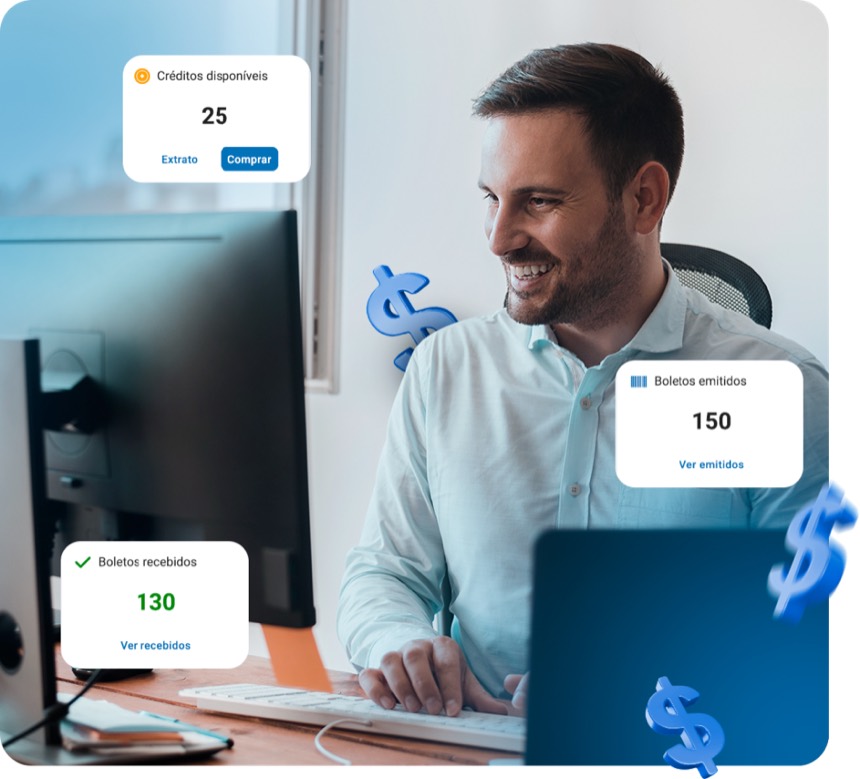 Créditos disponíveis
25
Extrato Comprar
Boletos emitidos
150
Ver emitidos
Boletos recebidos
130
Ver recebidos